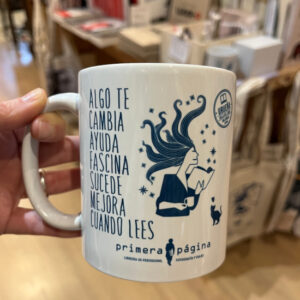 ALGO TE
CAMBIA
AYUDA
FASCINA
SUCEDE
MEJORA
CUANDO LEES
primera página